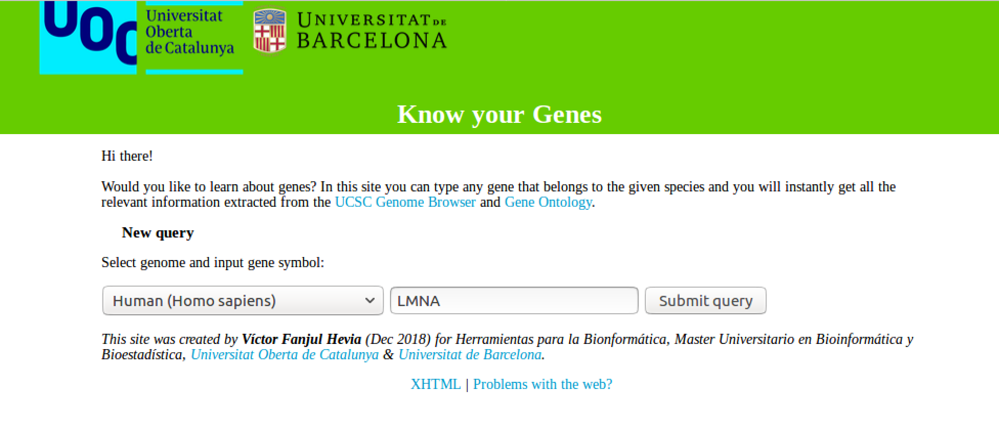 UOC
Universitat
Oberta
de Catalunya
UNIVERSITAT DE
BARCELONA
Know your Genes
Hi there!
Would you like to learn about genes? In this site you can type any gene that belongs to the given species and you will instantly get all the
relevant information extracted from the UCSC Genome Browser and Gene Ontology.
New query
Select genome and input gene symbol:
Human (Homo sapiens) LMNA Submit query
This site was created by Víctor Fanjul Hevia (Dec 2018) for Herramientas para la Bionformática, Master Universitario en Bioinformática y
Bioestadística, Universitat Oberta de Catalunya & Universitat de Barcelona.
XHTML | Problems with the web?